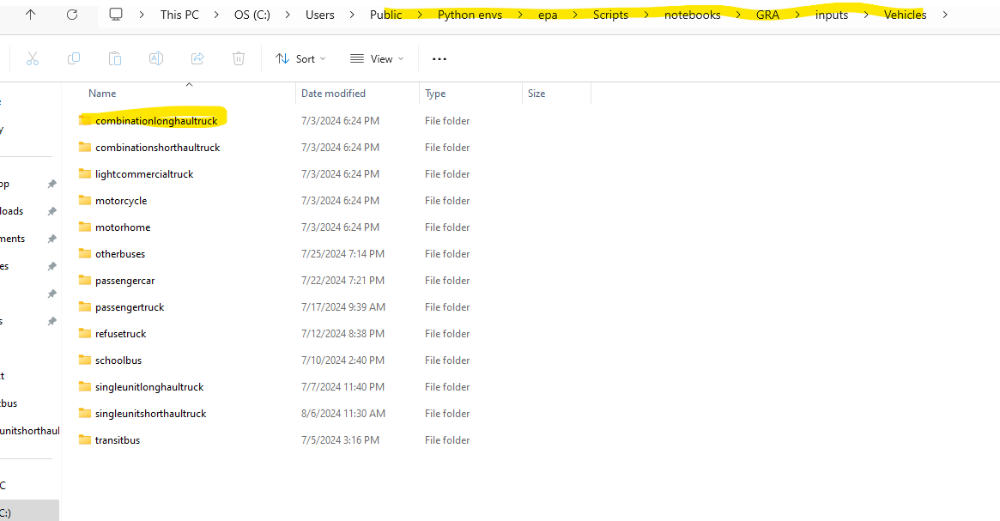 This PC > OS (C:) > Users > Public > Python envs > epa > Scripts > notebooks > GRA > inputs > Vehicles >
Sort View
Name Date modified Type Size
combinationlonghaultruck 7/3/2024 6:24 PM File folder
combinationshorthaultruck 7/3/2024 6:24 PM File folder
lightcommercialtruck 7/3/2024 6:24 PM File folder
op motorcycle 7/3/2024 6:24 PM File folder
loads motorhome 7/3/2024 6:24 PM File folder
ments otherbuses 7/25/2024 7:14 PM File folder
es passengercar 7/22/2024 7:21 PM File folder
passengertruck 7/17/2024 9:39 AM File folder
s refusetruck 7/12/2024 8:38 PM File folder
schoolbus 7/10/2024 2:40 PM File folder
singleunitlonghaultruck 7/7/2024 11:40 PM File folder
tbus singleunitshorthaultruck 8/6/2024 11:30 AM File folder
unitshorthaul transitbus 7/5/2024 3:16 PM File folder
C
C:)